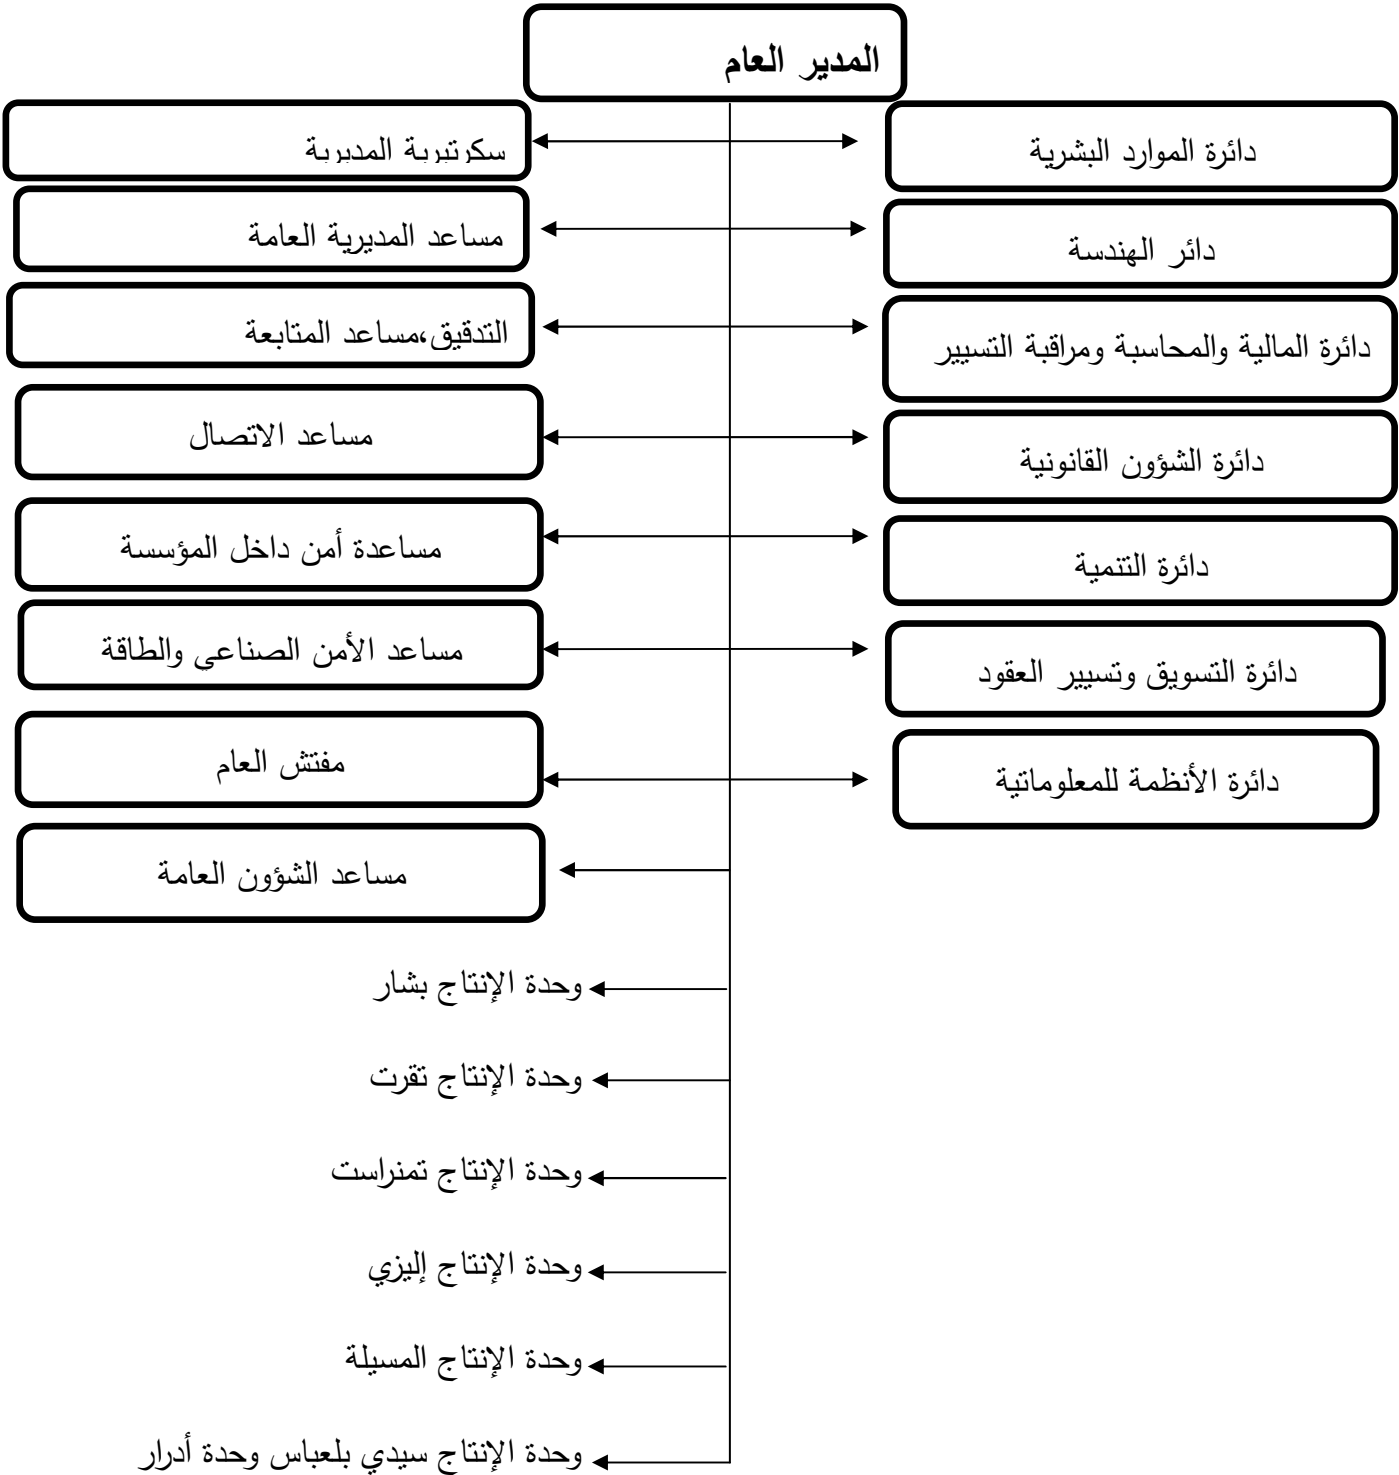 المدير العام
دائرة الموارد البشرية
سكرتيرية المديرية
دائر الهندسة
مساعد المديرية العامة
دائرة المالية والمحاسبة ومراقبة التسيير
التدقيق،مساعد المتابعة
دائرة الشؤون القانونية
مساعد الاتصال
دائرة التنمية
مساعدة أمن داخل المؤسسة
دائرة التسويق وتسيير العقود
مساعد الأمن الصناعي والطاقة
دائرة الأنظمة للمعلوماتية
مفتش العام
مساعد الشؤون العامة
وحدة الإنتاج بشار
وحدة الإنتاج تقرت
وحدة الإنتاج تمنراست
وحدة الإنتاج إليزي
وحدة الإنتاج المسيلة
وحدة الإنتاج سيدي بلعباس وحدة أدرار